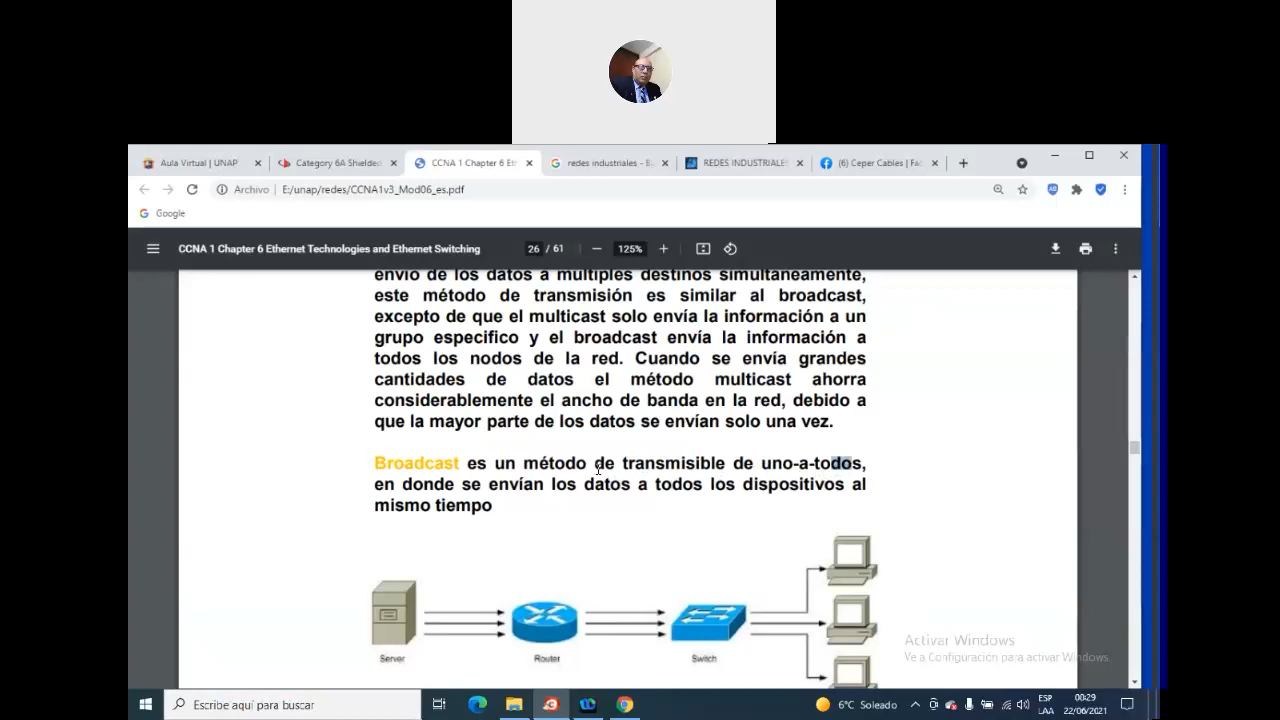 Aula Virtual | UNAP
Category 6A Shielded
CCNA 1 Chapter 6 Eth
redes industriales - B
REDES INDUSTRIALES
(6) Ceper Cables | Fac
Archivo E:/unap/redes/CCNA1v3_Mod06_es.pdf
Google
CCNA 1 Chapter 6 Ethernet Technologies and Ethernet Switching 26 / 61 125%
envío de los datos a múltiples destinos simultáneamente,
este método de transmisión es similar al broadcast,
excepto de que el multicast solo envía la información a un
grupo especifico y el broadcast envía la información a
todos los nodos de la red. Cuando se envía grandes
cantidades de datos el método multicast ahorra
considerablemente el ancho de banda en la red, debido a
que la mayor parte de los datos se envían solo una vez.
Broadcast es un método de transmisible de uno-a-todos,
en donde se envían los datos a todos los dispositivos al
mismo tiempo
Server
Router
Switch
Activar Windows
Ve a Configuración para activar Windows.
Escribe aquí para buscar
6°C Soleado
ESP
LAA
00:29
22/06/2021